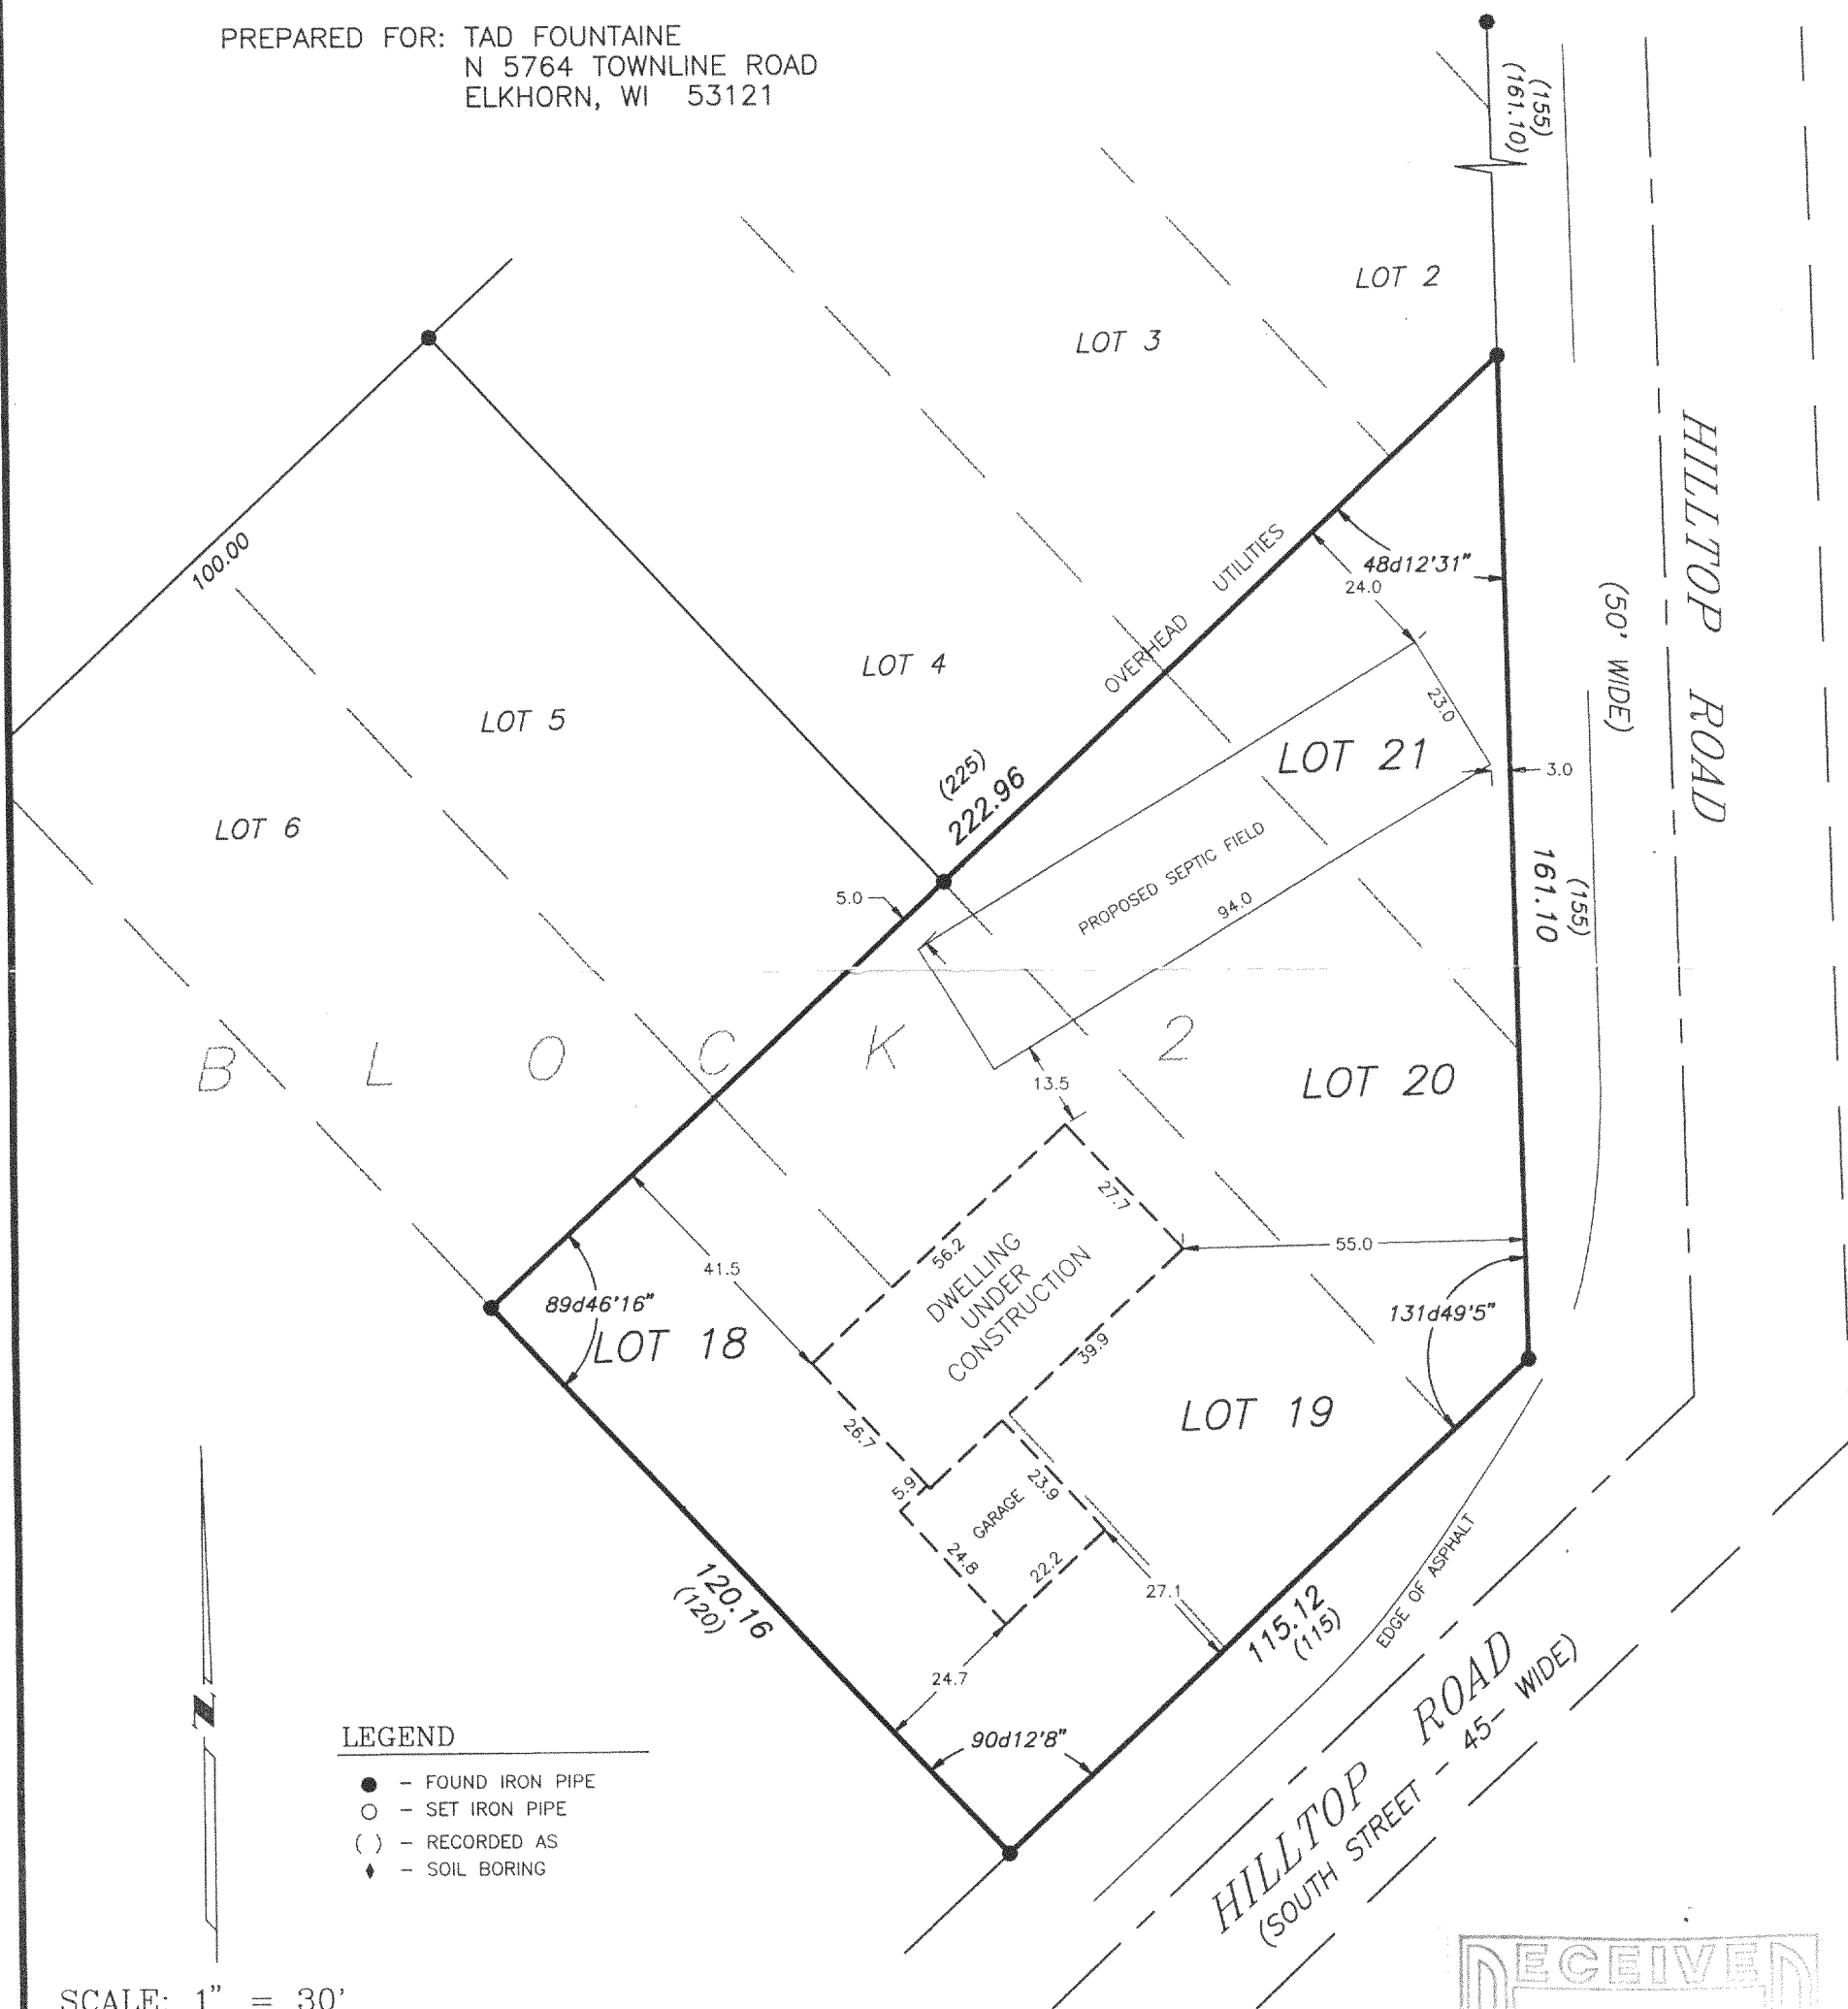 PREPARED FOR: TAD FOUNTAINE
N 5764 TOWNLINE ROAD
ELKHORN, WI 53121
(155)
(161.10)
LOT 2
LOT 3
LOT 4
LOT 5
LOT 6
100.00
OVERHEAD UTILITIES
48d12'31"
24.0
23.0
HILLTOP ROAD
(50' WIDE)
LOT 21
3.0
(225)
222.96
PROPOSED SEPTIC FIELD
94.0
5.0
(155)
161.10
BLOCK 2
13.5
LOT 20
27.7
56.2
DWELLING
UNDER
CONSTRUCTION
55.0
41.5
89d46'16"
LOT 18
131d49'5"
39.9
LOT 19
26.7
5.9
GARAGE
23.9
24.8
22.2
27.1
120.16
(120)
115.12
(115)
EDGE OF ASPHALT
24.7
90d12'8"
HILLTOP ROAD
(SOUTH STREET - 45- WIDE)
N
LEGEND
● - FOUND IRON PIPE
○ - SET IRON PIPE
( ) - RECORDED AS
♦ - SOIL BORING
SCALE: 1" = 30'
RECEIVED